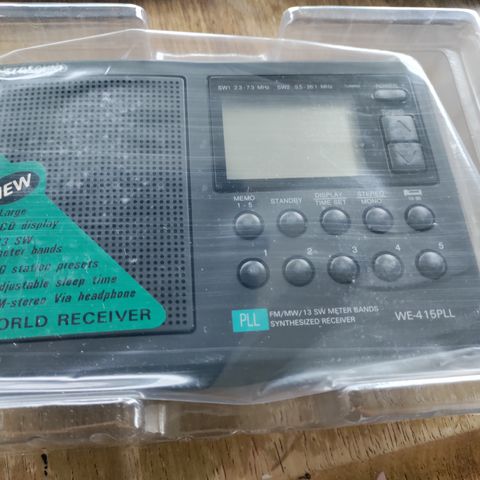 SW1 2.3-7.3 MHz SW2 9.5-26.1 MHz
POWER
NEW
Large
LCD display
13 SW
meter bands
station presets
adjustable sleep time
FM-stereo Via headphone
WORLD RECEIVER
MEMO
1-5
STANDBY
DISPLAY
TIME SET
STEREO
MONO
1 2 3 4 5
PLL
FM/MW/13 SW METER BANDS
SYNTHESIZED RECEIVER
WE-415PLL